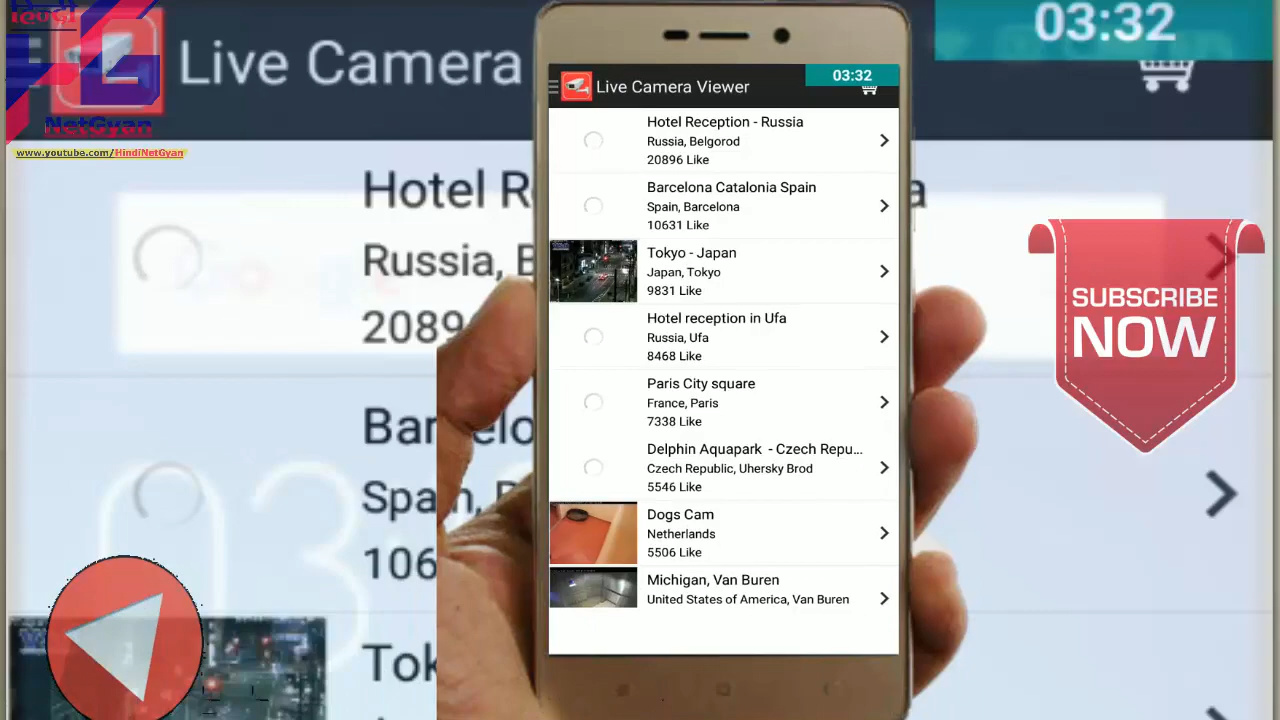 हिन्दी
NetGyan
www.youtube.com/HindiNetGyan
Live Camera
03:32
Hotel R
Russia, B
2089
Bar
elo
Spain,
106
Tok
03:32
Live Camera Viewer
Hotel Reception - Russia
Russia, Belgorod
20896 Like
Barcelona Catalonia Spain
Spain, Barcelona
10631 Like
Tokyo - Japan
Japan, Tokyo
9831 Like
Hotel reception in Ufa
Russia, Ufa
8468 Like
Paris City square
France, Paris
7338 Like
Delphin Aquapark - Czech Repu...
Czech Republic, Uhersky Brod
5546 Like
Dogs Cam
Netherlands
5506 Like
Michigan, Van Buren
United States of America, Van Buren
SUBSCRIBE
NOW